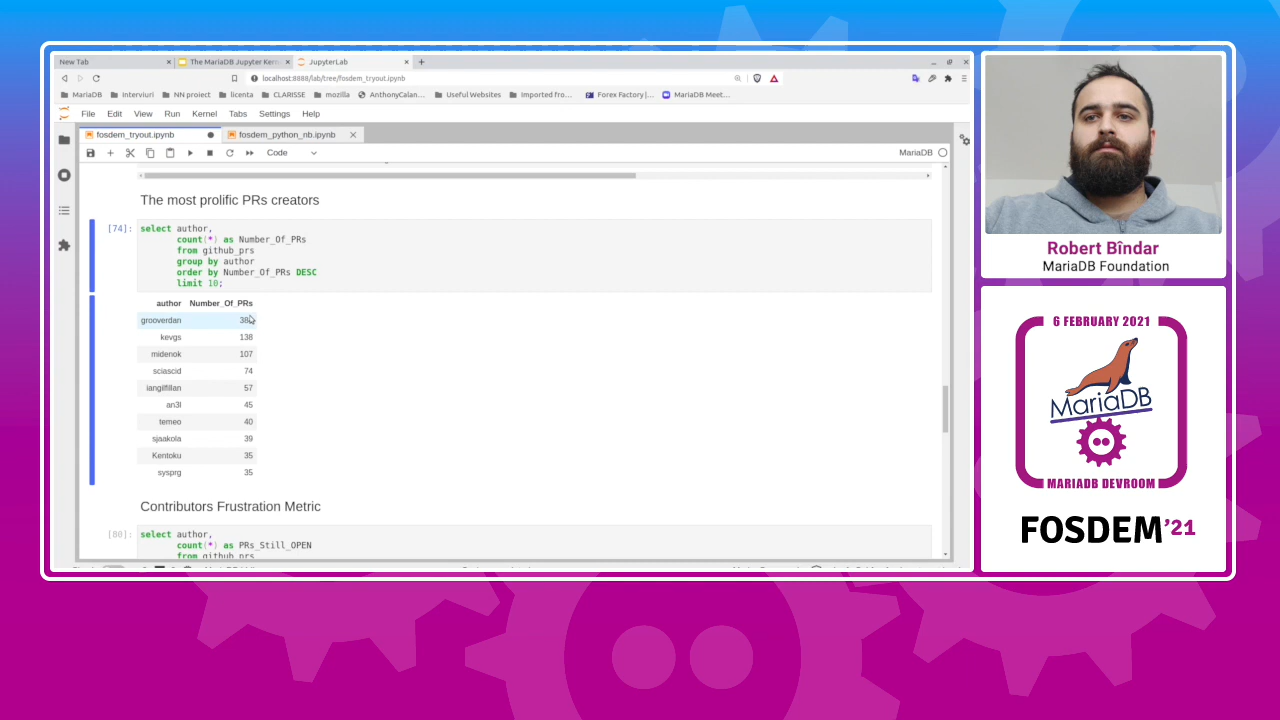 New Tab
The MariaDB Jupyter Kern
JupyterLab
localhost:8888/lab/tree/fosdem_tryout.ipynb
MariaDB
Interviuri
NN proiect
licenta
CLARISSE
mozilla
AnthonyCalan...
Useful Websites
Imported fro...
Forex Factory |...
MariaDB Meet...
File Edit View Run Kernel Tabs Settings Help
fosdem_tryout.ipynb
fosdem_python_nb.ipynb
Code
MariaDB
The most prolific PRs creators
[74]:
select author,
count(*) as Number_Of_PRs
from github_prs
group by author
order by Number_Of_PRs DESC
limit 10;
author Number_Of_PRs
grooverdan
kevgs 138
midenok 107
sciascid 74
iangilfillan 57
an3l 45
temeo 40
sjaakola 39
Kentoku 35
sysprg 35
Contributors Frustration Metric
[80]:
select author,
count(*) as PRs_Still_OPEN
from github_prs
Robert Bîndar
MariaDB Foundation
6 FEBRUARY 2021
MariaDB
MARIADB DEVROOM
FOSDEM'21